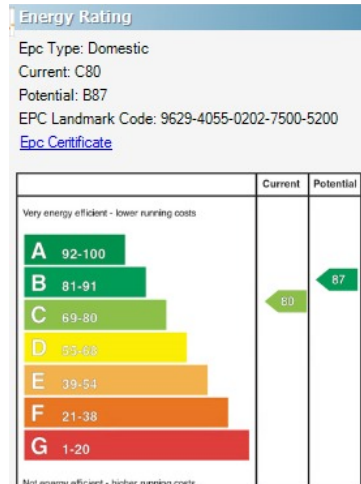 Energy Rating
Epc Type: Domestic
Current: C80
Potential: B87
EPC Landmark Code: 9629-4055-0202-7500-5200
Epc Ceritificate
Current Potential
Very energy efficient - lower running costs
A 92-100
B 81-91
87
C 69-80
80
D 55-68
E 39-54
F 21-38
G 1-20
Not energy efficient - higher running costs